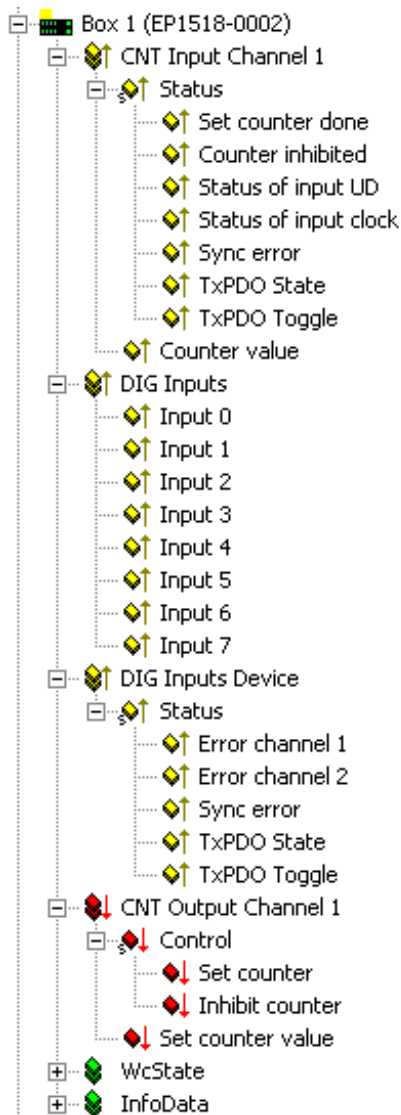 Box 1 (EP1518-0002)
CNT Input Channel 1
Status
Set counter done
Counter inhibited
Status of input UD
Status of input clock
Sync error
TxPDO State
TxPDO Toggle
Counter value
DIG Inputs
Input 0
Input 1
Input 2
Input 3
Input 4
Input 5
Input 6
Input 7
DIG Inputs Device
Status
Error channel 1
Error channel 2
Sync error
TxPDO State
TxPDO Toggle
CNT Output Channel 1
Control
Set counter
Inhibit counter
Set counter value
WcState
InfoData